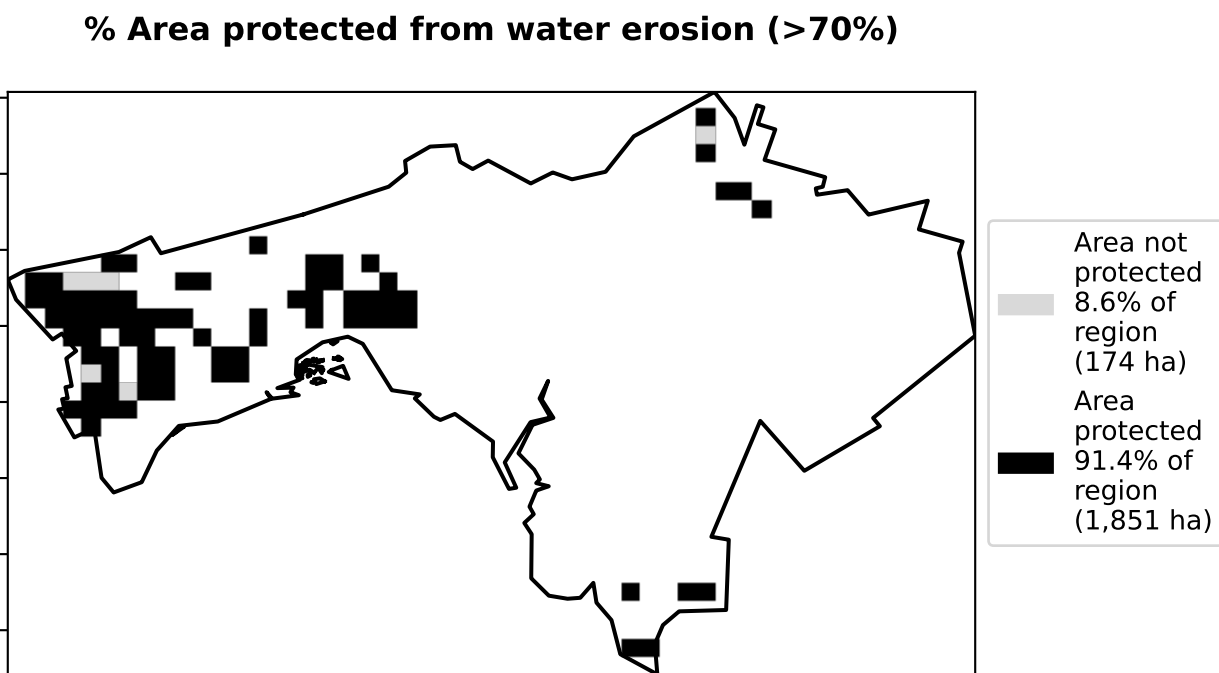 % Area protected from water erosion (>70%)
Area not
protected
8.6% of
region
(174 ha)
Area
protected
91.4% of
region
(1,851 ha)